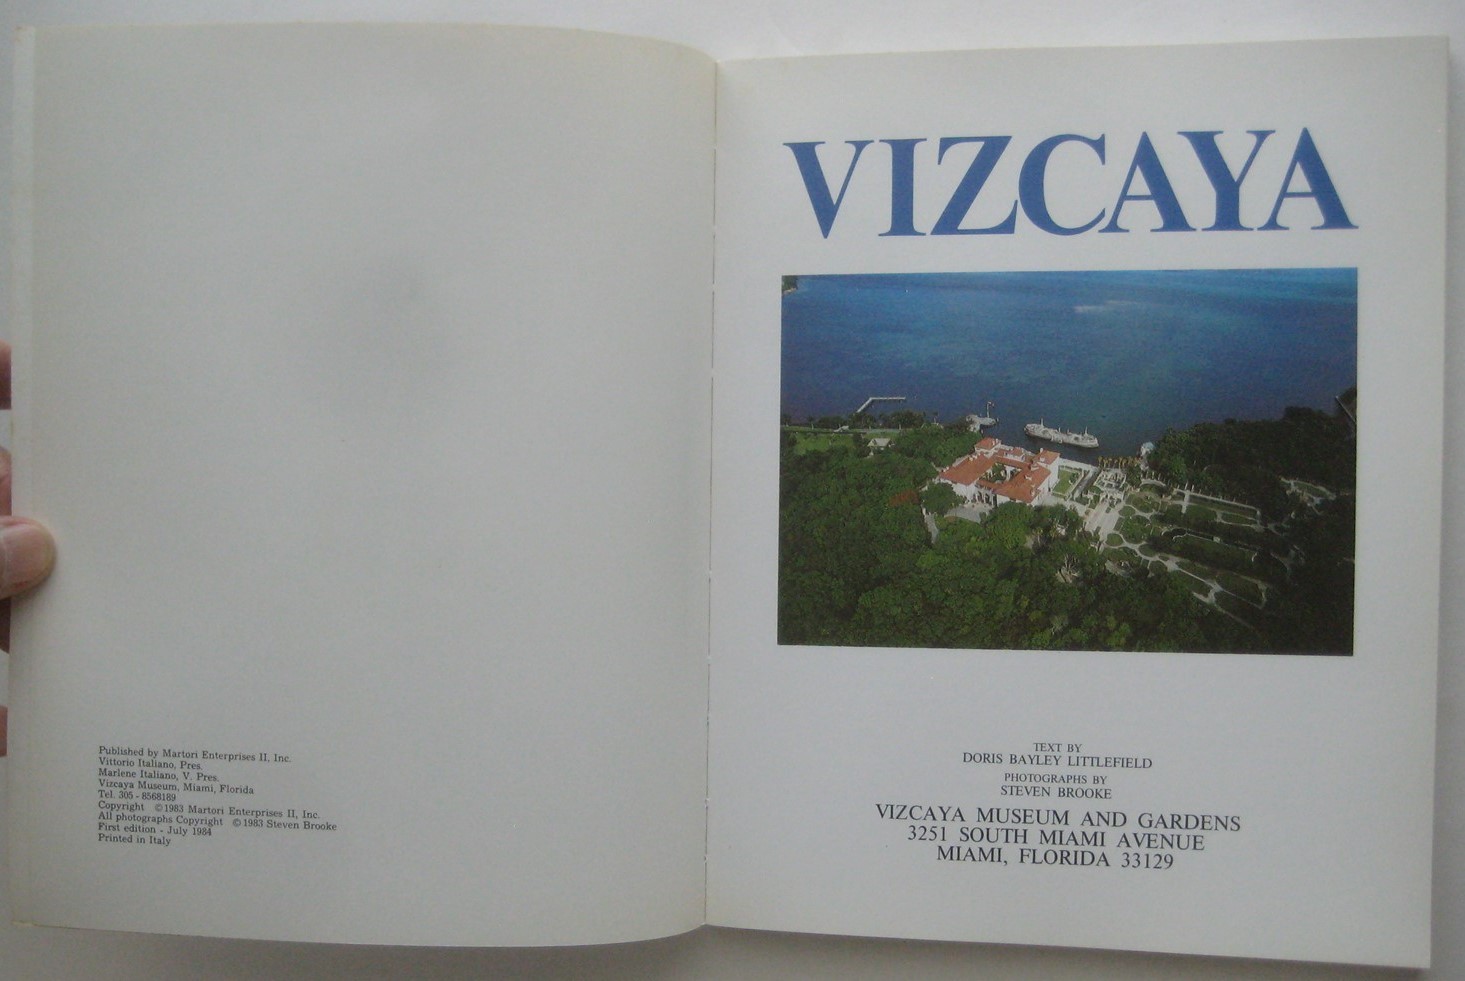 Published by Martori Enterprises II, Inc.
Vittorio Italiano, Pres.
Marlene Italiano, V. Pres.
Vizcaya Museum, Miami, Florida
Tel. 305 - 8568189
Copyright ©1983 Martori Enterprises II, Inc.
All photographs Copyright ©1983 Steven Brooke
First edition - July 1984
Printed in Italy
VIZCAYA
TEXT BY
DORIS BAYLEY LITTLEFIELD
PHOTOGRAPHS BY
STEVEN BROOKE
VIZCAYA MUSEUM AND GARDENS
3251 SOUTH MIAMI AVENUE
MIAMI, FLORIDA 33129